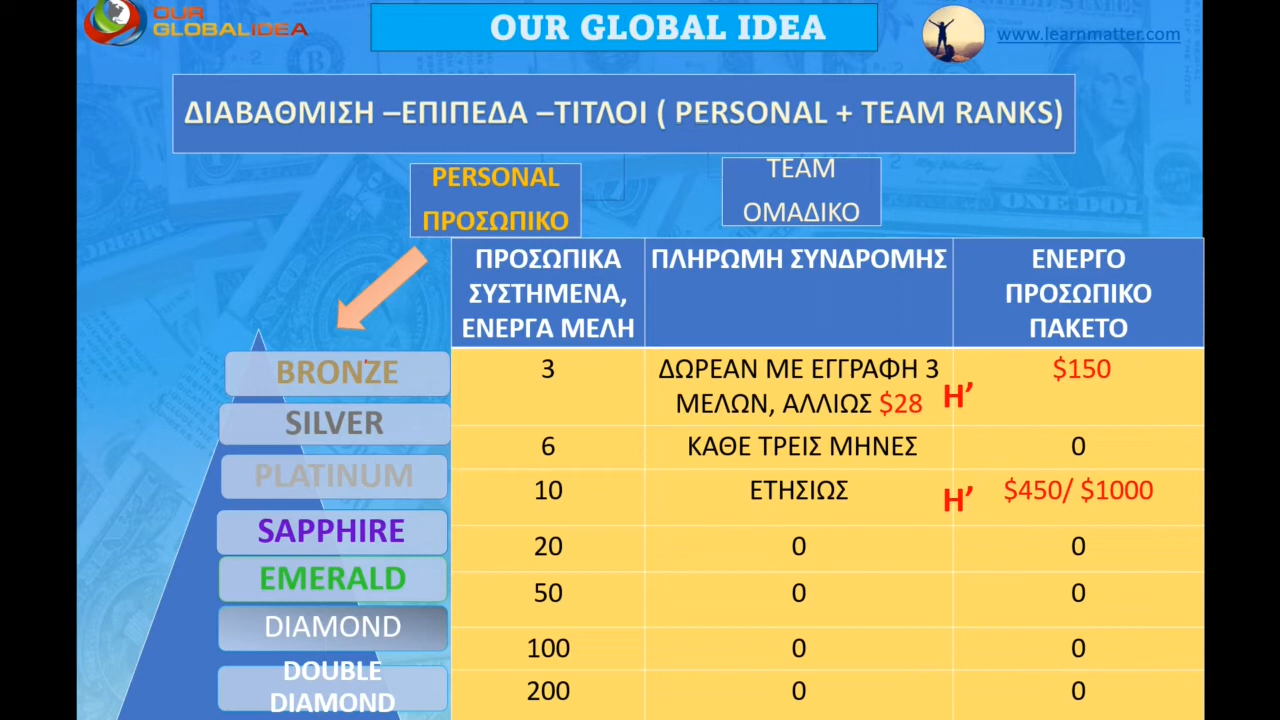 OUR
GLOBALIDEA
OUR GLOBAL IDEA
www.learnmatter.com
ΔΙΑΒΑΘΜΙΣΗ –ΕΠΙΠΕΔΑ –ΤΙΤΛΟΙ ( PERSONAL + TEAM RANKS)
PERSONAL
ΠΡΟΣΩΠΙΚΟ
TEAM
ΟΜΑΔΙΚΟ
ΠΡΟΣΩΠΙΚΑ
ΣΥΣΤΗΜΕΝΑ,
ΕΝΕΡΓΑ ΜΕΛΗ
ΠΛΗΡΩΜΗ ΣΥΝΔΡΟΜΗΣ
ΕΝΕΡΓΟ
ΠΡΟΣΩΠΙΚΟ
ΠΑΚΕΤΟ
BRONZE
3
ΔΩΡΕΑΝ ΜΕ ΕΓΓΡΑΦΗ 3
ΜΕΛΩΝ, ΑΛΛΙΩΣ $28
Η’
$150
SILVER
6
ΚΑΘΕ ΤΡΕΙΣ ΜΗΝΕΣ
0
PLATINUM
10
ΕΤΗΣΙΩΣ
Η’
$450/ $1000
SAPPHIRE
20
0
0
EMERALD
50
0
0
DIAMOND
100
0
0
DOUBLE
DIAMOND
200
0
0